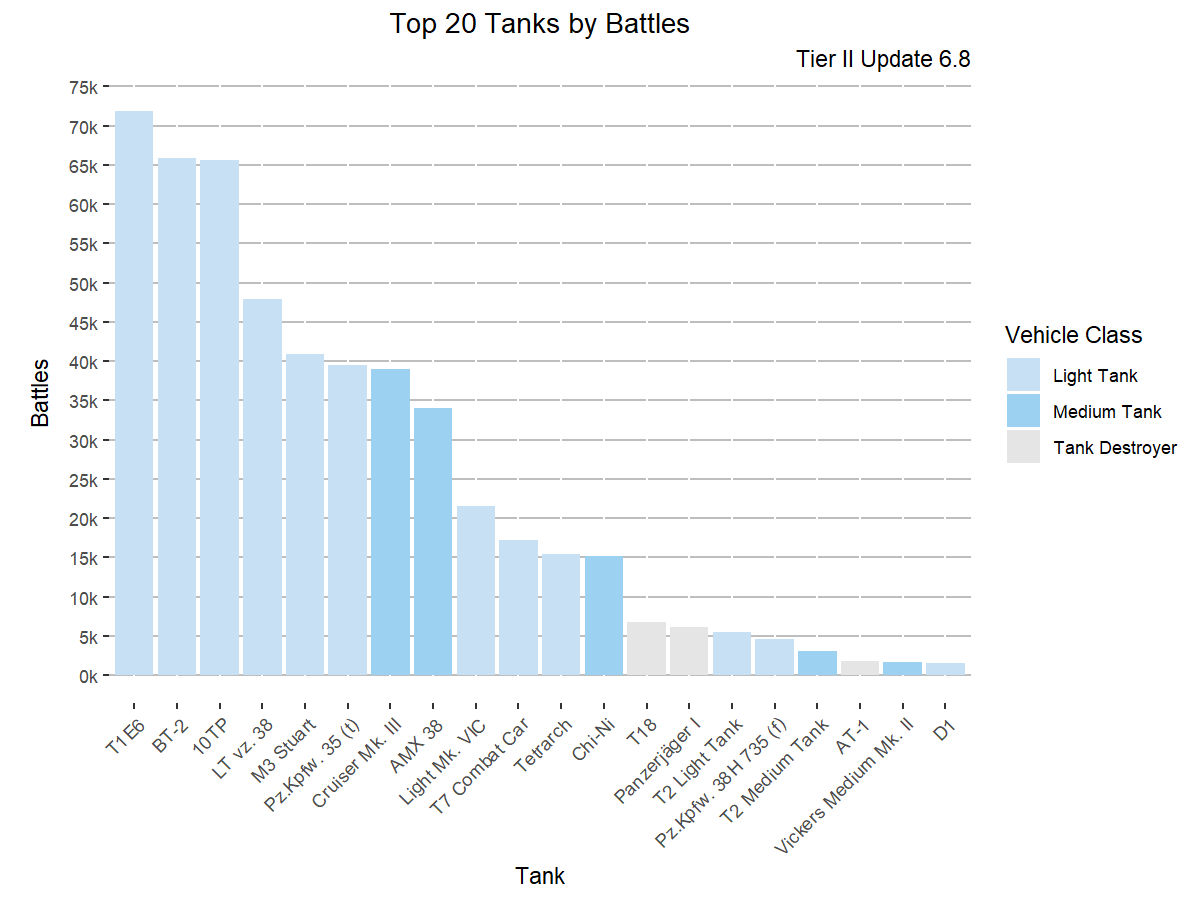 Top 20 Tanks by Battles
Tier II Update 6.8
75k
70k
65k
60k
55k
50k
45k
40k
35k
30k
25k
20k
15k
10k
5k
0k
Battles
T1E6
BT-2
10TP
LT vz. 38
M3 Stuart
Pz.Kpfw. 35 (t)
Cruiser Mk. III
AMX 38
Light Mk. VIC
T7 Combat Car
Tetrarch
Chi-Ni
T18
Panzerjäger I
T2 Light Tank
Pz.Kpfw. 38H 735 (f)
T2 Medium Tank
AT-1
Vickers Medium Mk. II
D1
Tank
Vehicle Class
Light Tank
Medium Tank
Tank Destroyer